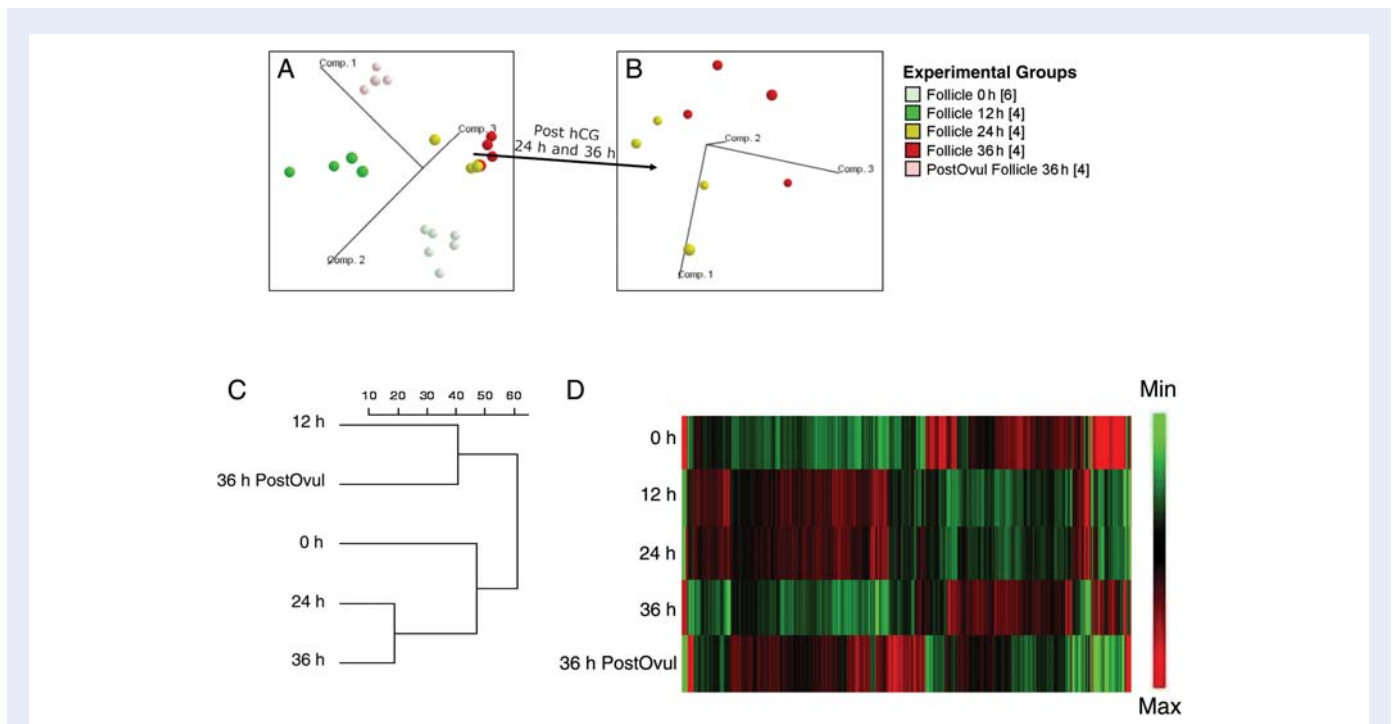 A
Comp. 1
Comp. 3
Comp. 2
Post hCG
24 h and 36 h
B
Comp. 2
Comp. 3
Comp. 1
Experimental Groups
Follicle 0 h [6]
Follicle 12 h [4]
Follicle 24 h [4]
Follicle 36 h [4]
PostOvul Follicle 36 h [4]
C
10 20 30 40 50 60
12 h
36 h PostOvul
0 h
24 h
36 h
D
Min
0 h
12 h
24 h
36 h
36 h PostOvul
Max